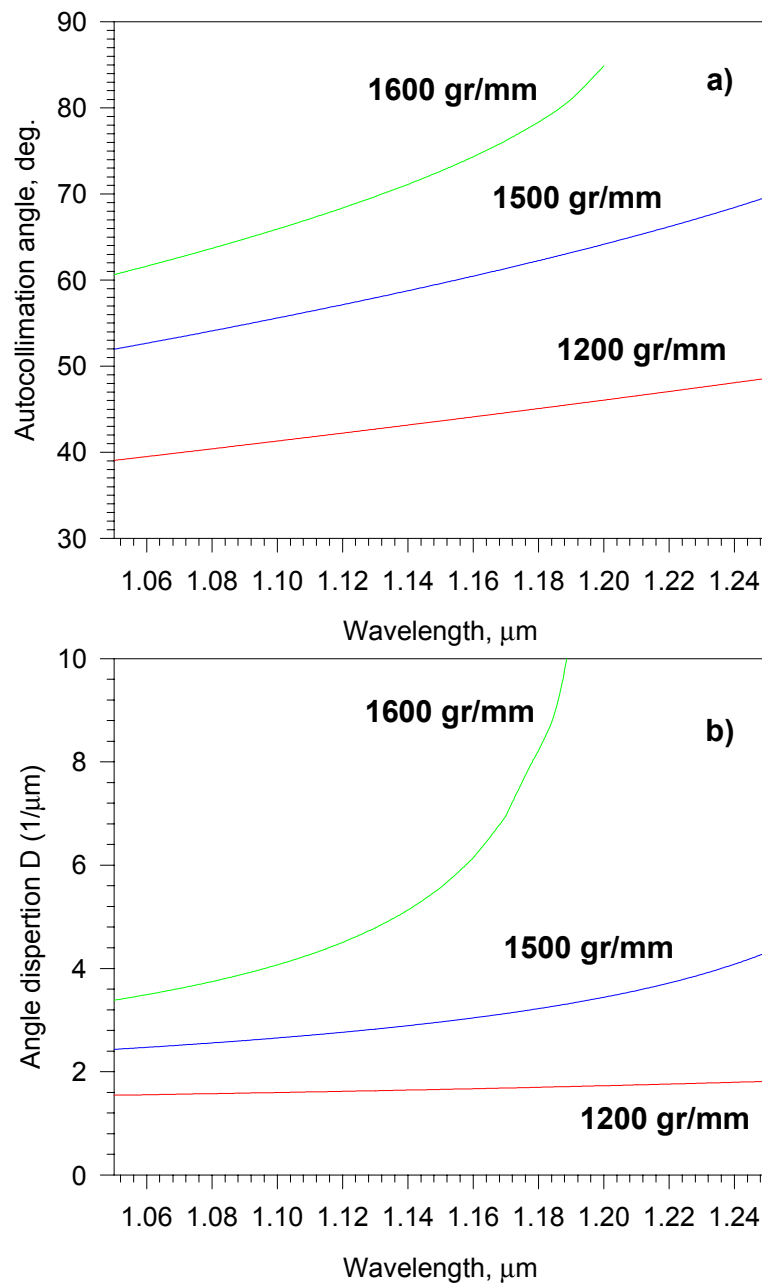 90
80
70
60
50
40
30
Autocollimation angle, deg.
a)
1600 gr/mm
1500 gr/mm
1200 gr/mm
1.06 1.08 1.10 1.12 1.14 1.16 1.18 1.20 1.22 1.24
Wavelength, μm
10
8
6
4
2
0
Angle dispertion D (1/μm)
1600 gr/mm
b)
1500 gr/mm
1200 gr/mm
1.06 1.08 1.10 1.12 1.14 1.16 1.18 1.20 1.22 1.24
Wavelength, μm